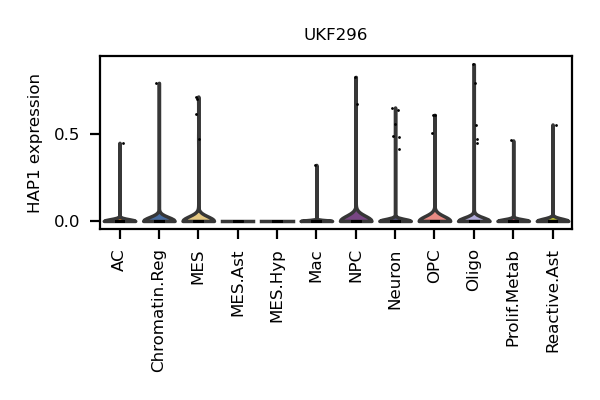 UKF296
HAP1 expression
0.5
0.0
AC
Chromatin.Reg
MES
MES.Ast
MES.Hyp
Mac
NPC
Neuron
OPC
Oligo
Prolif.Metab
Reactive.Ast